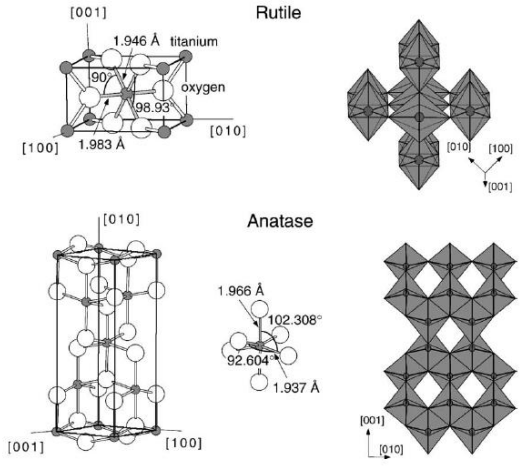 Rutile
[001]
1.946 Å titanium
90°
oxygen
98.93°
[100]
1.983 Å
[010]
[010] [100]
[001]
Anatase
[010]
1.966 Å
102.308°
92.604°
1.937 Å
[001]
[100]
[001]
[010]